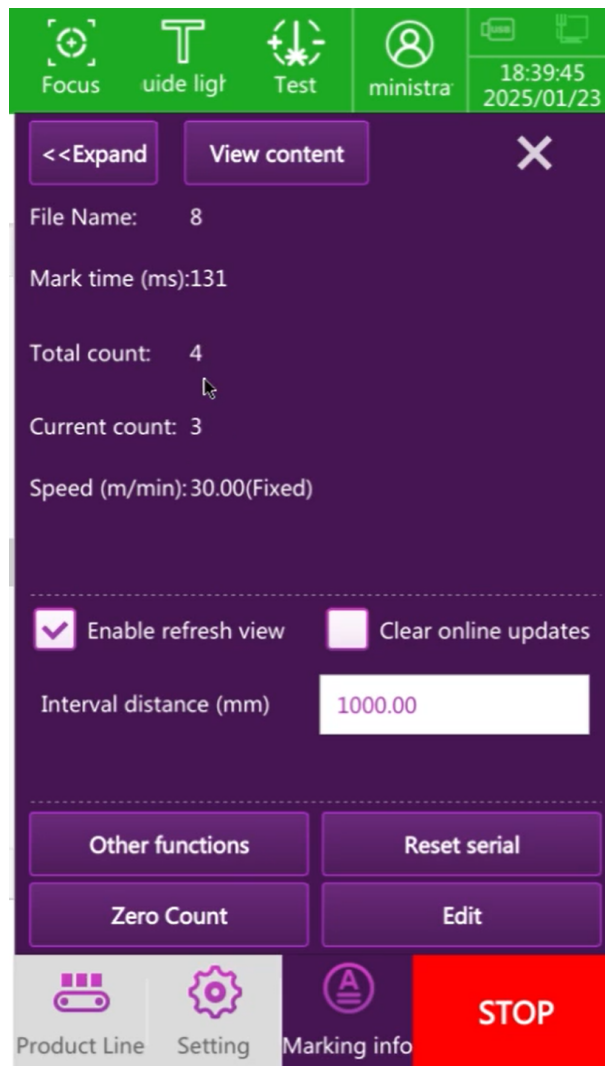 Focus
uide ligh
Test
ministra
18:39:45
2025/01/23
<<Expand
View content
File Name: 8
Mark time (ms):131
Total count: 4
Current count: 3
Speed (m/min):30.00(Fixed)
Enable refresh view
Clear online updates
Interval distance (mm) 1000.00
Other functions
Reset serial
Zero Count
Edit
Product Line
Setting
Marking info
STOP